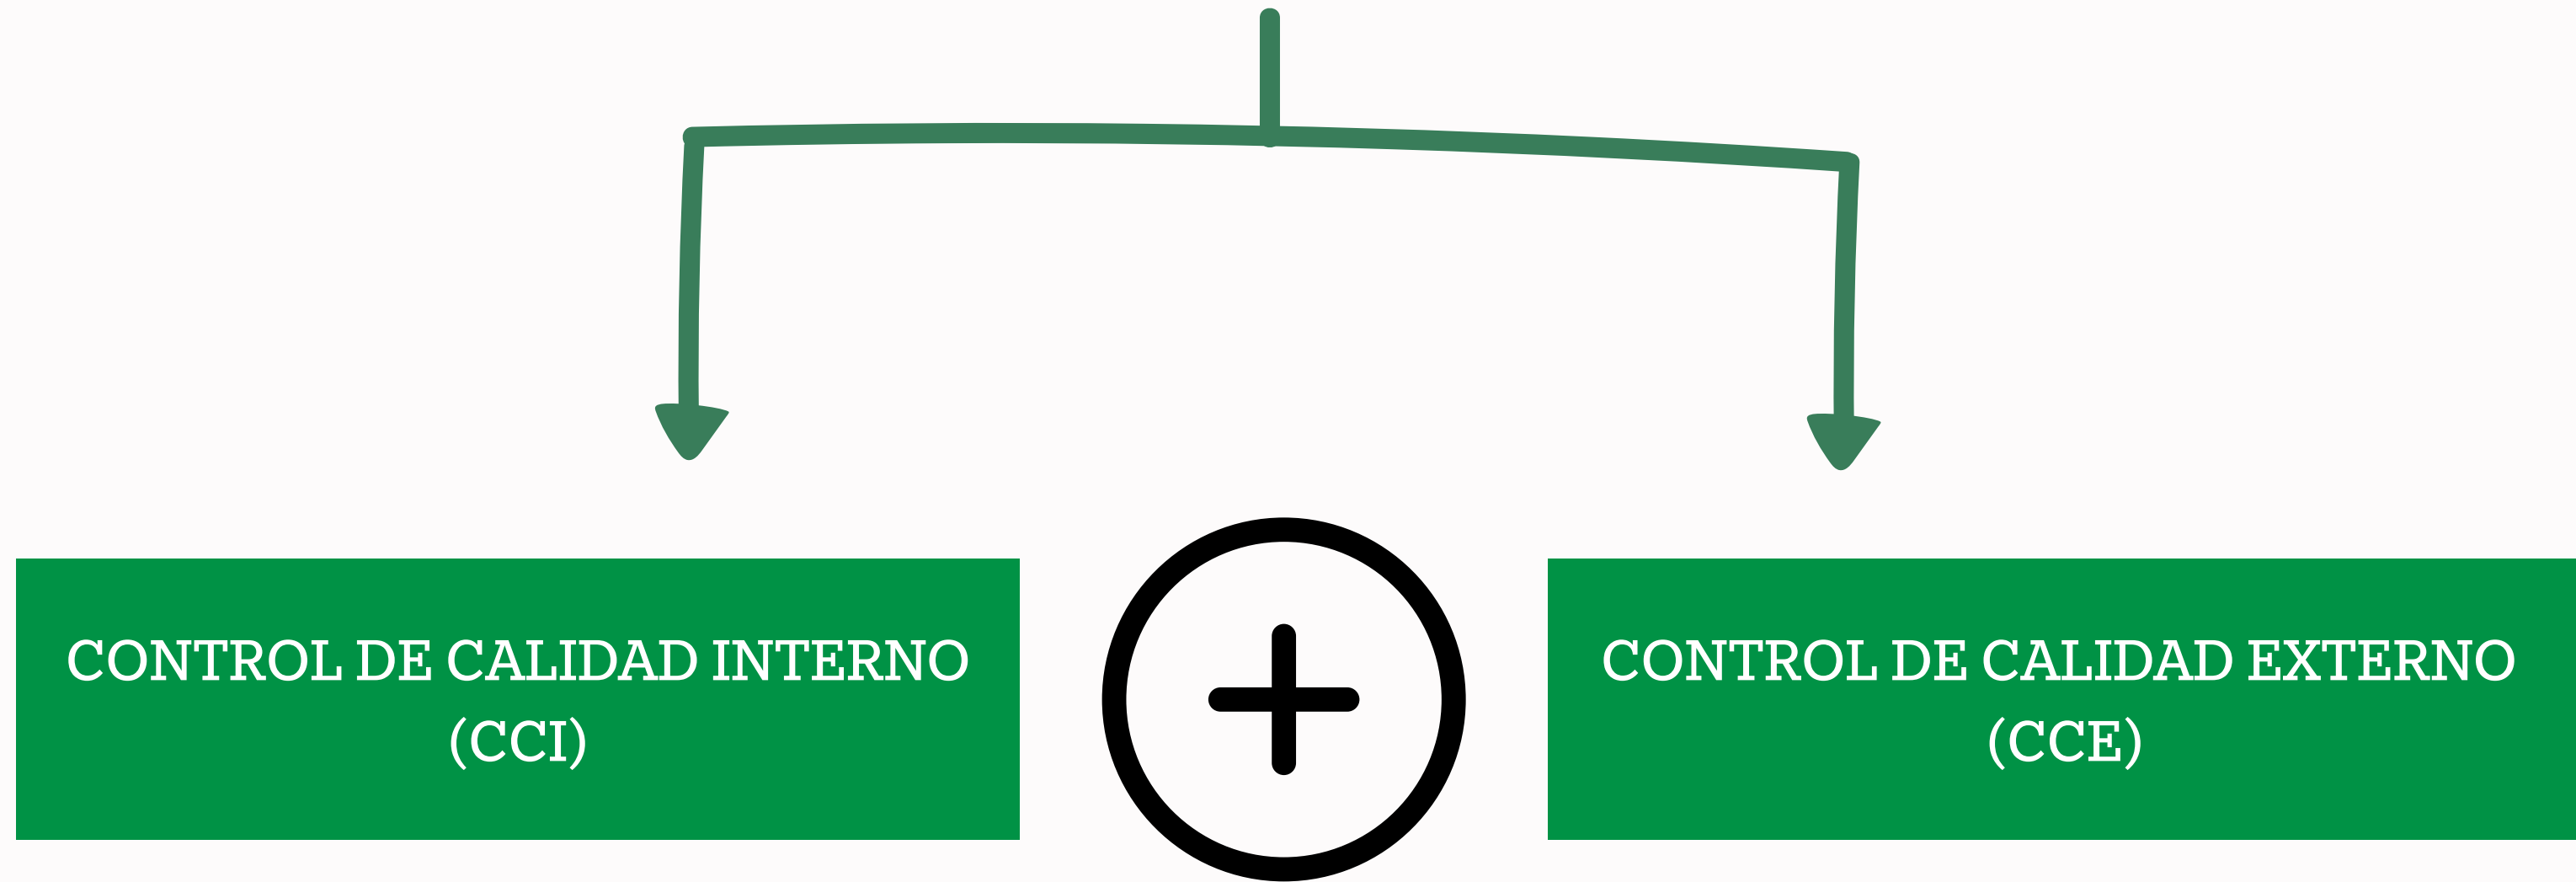 CONTROL DE CALIDAD INTERNO
(CCI)
CONTROL DE CALIDAD EXTERNO
(CCE)